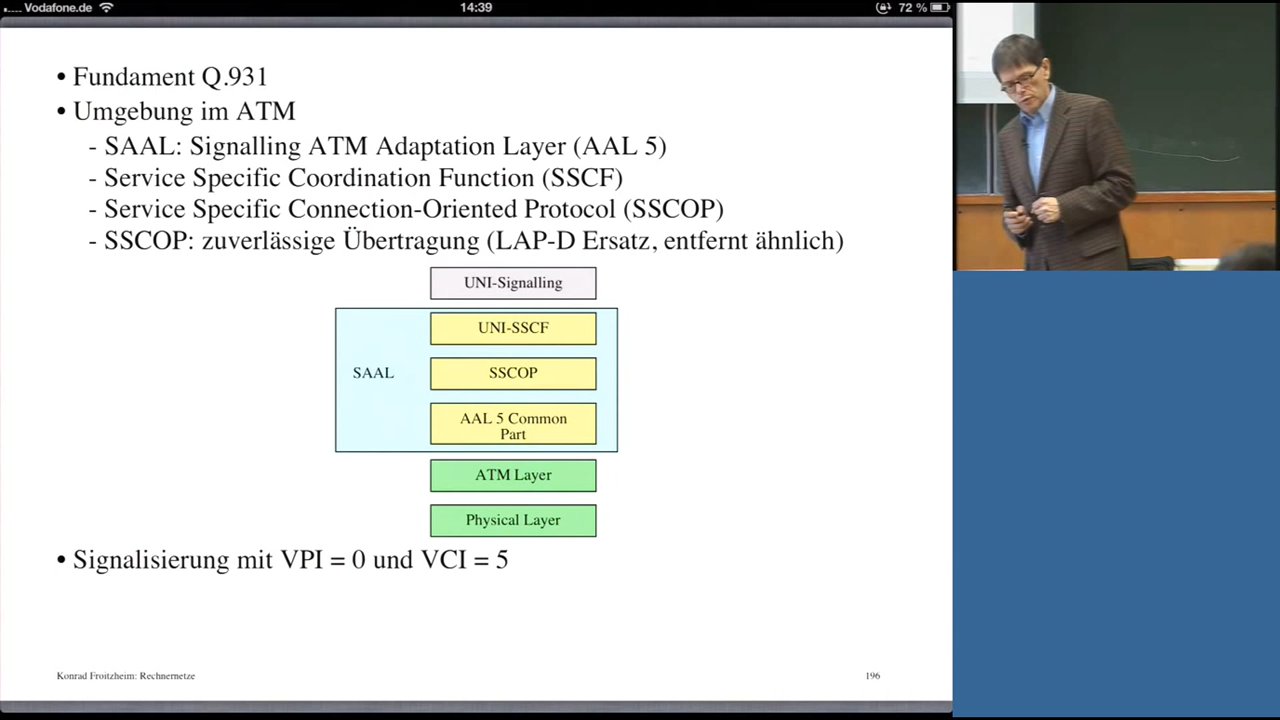 Vodafone.de 14:39 72 %
• Fundament Q.931
• Umgebung im ATM
- SAAL: Signalling ATM Adaptation Layer (AAL 5)
- Service Specific Coordination Function (SSCF)
- Service Specific Connection-Oriented Protocol (SSCOP)
- SSCOP: zuverlässige Übertragung (LAP-D Ersatz, entfernt ähnlich)
UNI-Signalling
UNI-SSCF
SAAL
SSCOP
AAL 5 Common
Part
ATM Layer
Physical Layer
• Signalisierung mit VPI = 0 und VCI = 5
Konrad Froitzheim: Rechnernetze 196